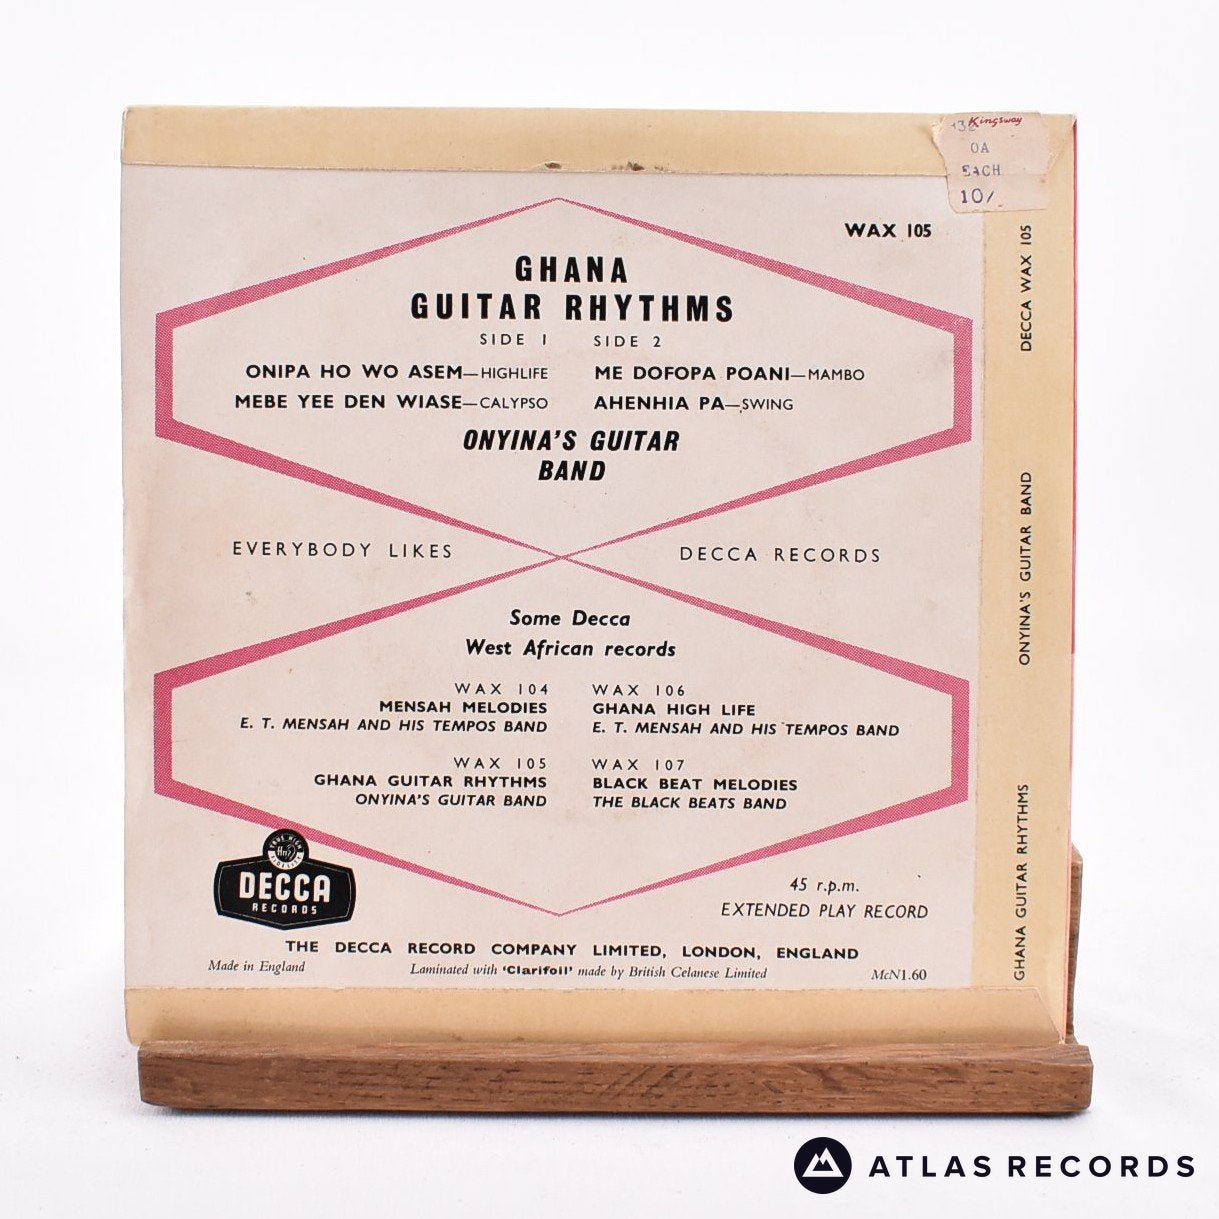 Kingsway
OA
EACH
10/-
WAX 105
GHANA
GUITAR RHYTHMS
SIDE 1 SIDE 2
ONIPA HO WO ASEM—HIGHLIFE ME DOFOPA POANI—MAMBO
MEBE YEE DEN WIASE—CALYPSO AHENHIA PA—SWING
ONYINA'S GUITAR
BAND
EVERYBODY LIKES DECCA RECORDS
Some Decca
West African records
WAX 104
MENSAH MELODIES
E. T. MENSAH AND HIS TEMPOS BAND
WAX 106
GHANA HIGH LIFE
E. T. MENSAH AND HIS TEMPOS BAND
WAX 105
GHANA GUITAR RHYTHMS
ONYINA'S GUITAR BAND
WAX 107
BLACK BEAT MELODIES
THE BLACK BEATS BAND
TRUE HIGH
FIDELITY
DECCA
RECORDS
45 r.p.m.
EXTENDED PLAY RECORD
THE DECCA RECORD COMPANY LIMITED, LONDON, ENGLAND
Made in England Laminated with 'Clarifoil' made by British Celanese Limited McN1.60
GHANA GUITAR RHYTHMS ONYINA'S GUITAR BAND DECCA WAX 105
ATLAS RECORDS